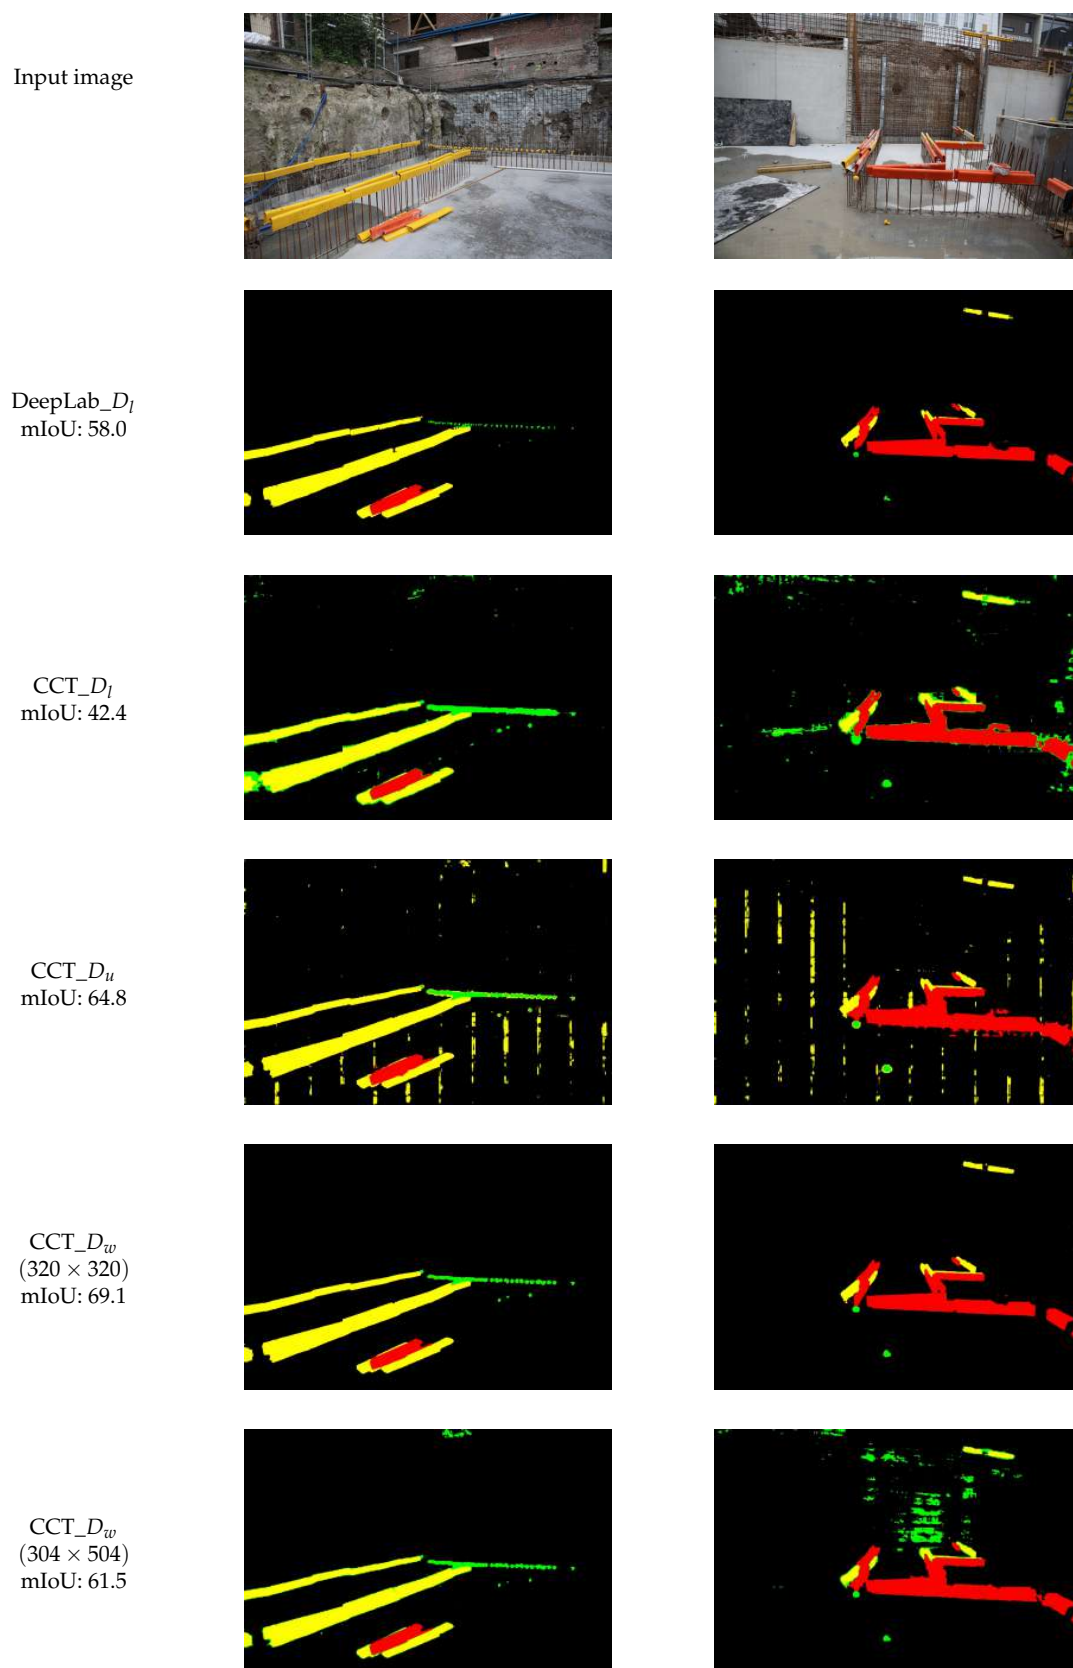 Input image
DeepLab_D_l
mIoU: 58.0
CCT_D_l
mIoU: 42.4
CCT_D_u
mIoU: 64.8
CCT_D_w
(320 × 320)
mIoU: 69.1
CCT_D_w
(304 × 504)
mIoU: 61.5